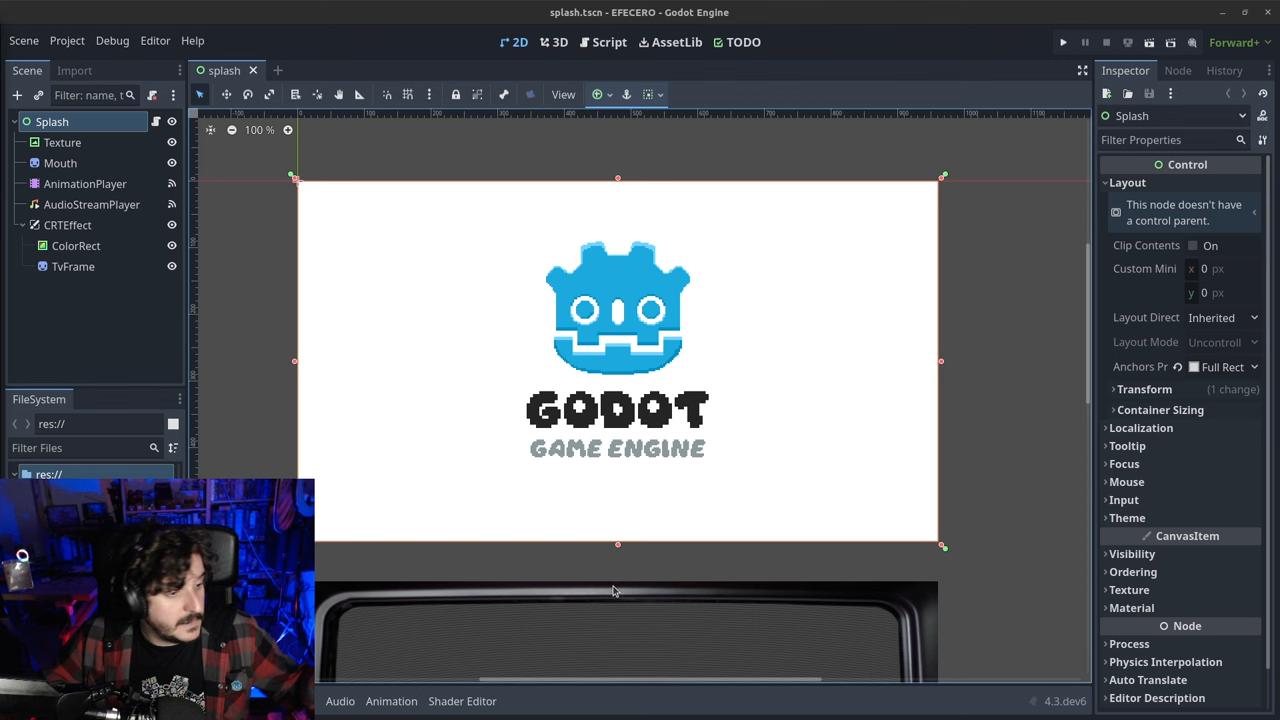 splash.tscn - EFECERO - Godot Engine
Scene Project Debug Editor Help
2D 3D Script AssetLib TODO
Forward+
Scene Import
splash
Inspector Node History
Filter: name, t
View
Splash
Texture
Mouth
AnimationPlayer
AudioStreamPlayer
CRTEffect
ColorRect
TvFrame
100 %
GODOT
GAME ENGINE
FileSystem
res://
Filter Files
res://
Splash
Filter Properties
Control
Layout
This node doesn't have
a control parent.
Clip Contents On
Custom Mini x 0 px
y 0 px
Layout Direct Inherited
Layout Mode Uncontroll
Anchors Pr Full Rect
Transform (1 change)
Container Sizing
Localization
Tooltip
Focus
Mouse
Input
Theme
CanvasItem
Visibility
Ordering
Texture
Material
Node
Process
Physics Interpolation
Auto Translate
Editor Description
Audio Animation Shader Editor
4.3.dev6